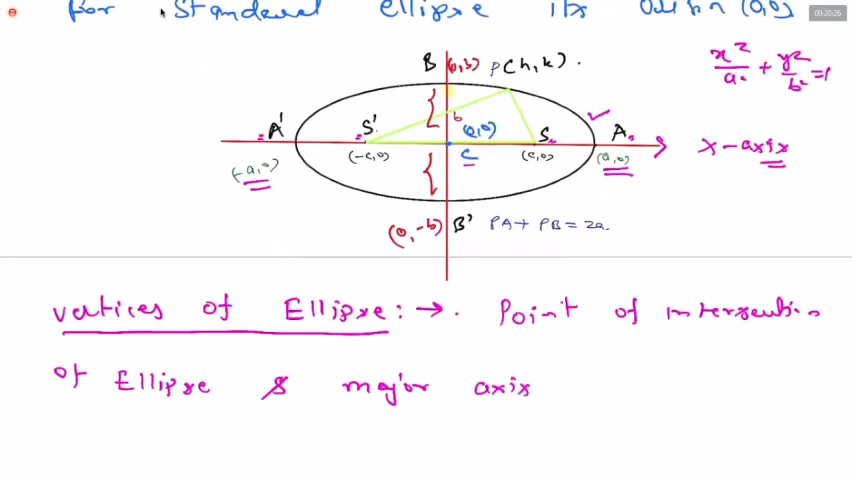 for Standard ellipse its (0,0)
00:20:26
x²/a² + y²/b² = 1
B (0,b) P(h,k).
b
A' S' (0,0) S A
(-a,0) (-c,0) C (c,0) (a,0) x-axis
(0,-b) B' PA+ PB = 2a.
vertices of Ellipse: →. Point of intersection
of Ellipse & major axis